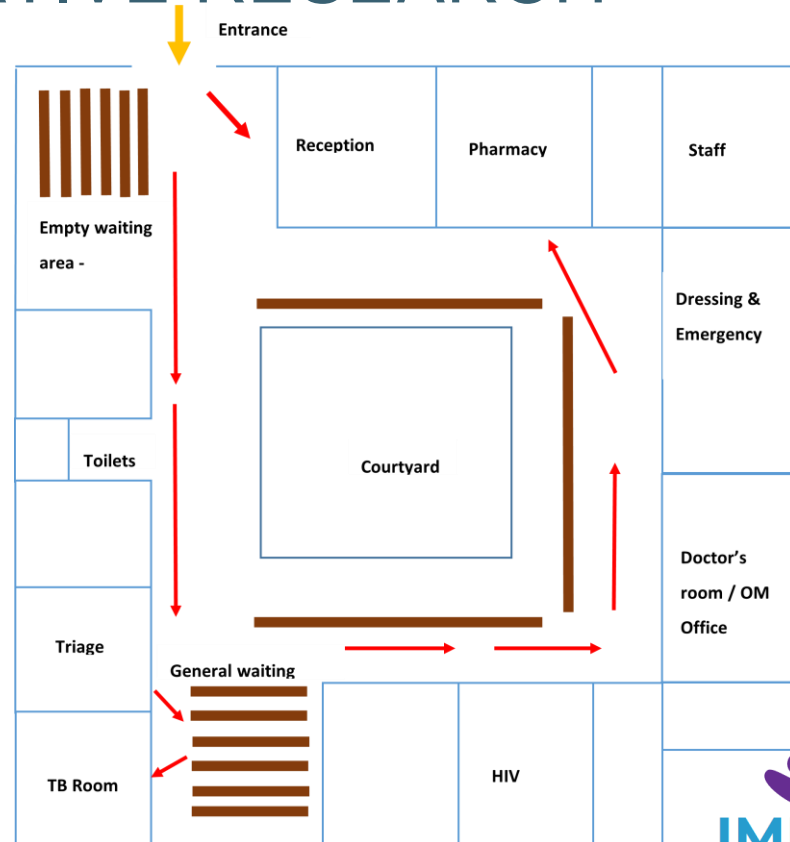 Entrance
Reception
Pharmacy
Staff
Empty waiting
area -
Dressing &
Emergency
Toilets
Courtyard
Doctor's
room / OM
Office
Triage
General waiting
TB Room
HIV